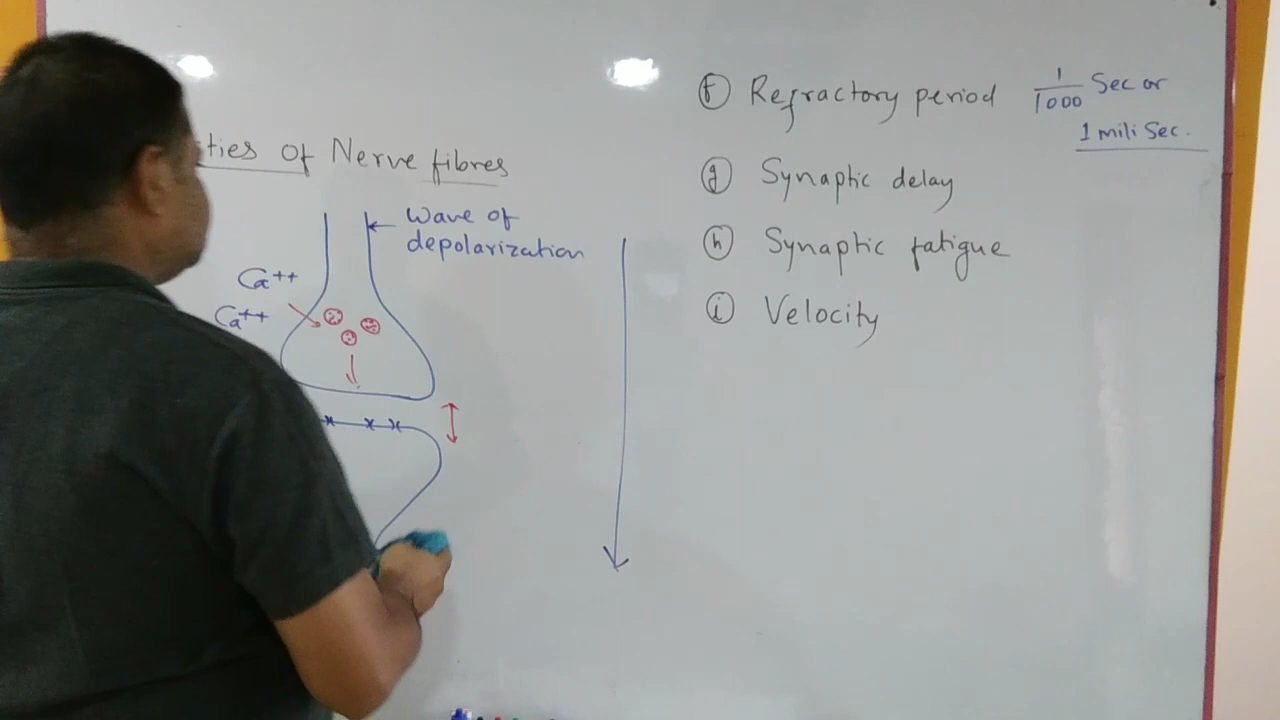 ties of Nerve fibres
Wave of
depolarization
Ca++
Ca++
(f) Refractory period 1/1000 Sec or
1 mili Sec.
(g) Synaptic delay
(h) Synaptic fatigue
(i) Velocity